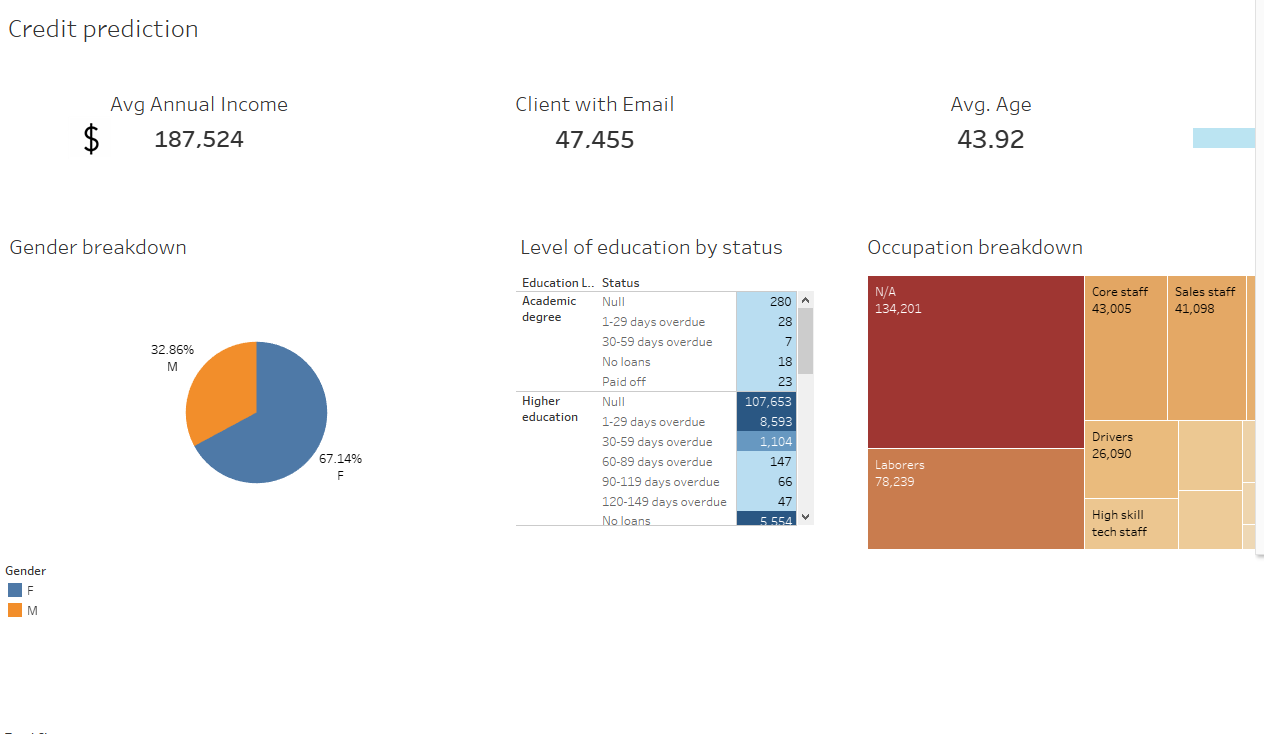 Credit prediction
Avg Annual Income
$ 187,524
Client with Email
47,455
Avg. Age
43.92
Gender breakdown
32.86%
M
67.14%
F
Gender
F
M
Level of education by status
Education L.. Status
Academic degree Null 280
1-29 days overdue 28
30-59 days overdue 7
No loans 18
Paid off 23
Higher education Null 107,653
1-29 days overdue 8,593
30-59 days overdue 1,104
60-89 days overdue 147
90-119 days overdue 66
120-149 days overdue 47
No loans 5,554
Occupation breakdown
N/A
134,201
Laborers
78,239
Core staff
43,005
Sales staff
41,098
Drivers
26,090
High skill
tech staff